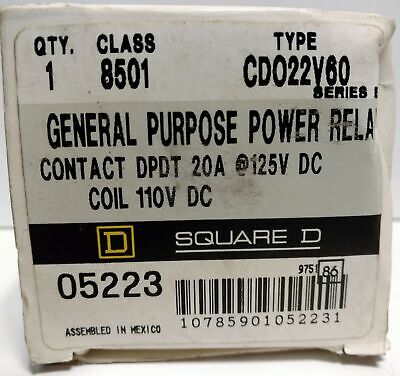 QTY. CLASS TYPE
1 8501 CDO22V60
SERIES
GENERAL PURPOSE POWER RELA
CONTACT DPDT 20A @125V DC
COIL 110V DC
D SQUARE D
05223
9751 86
10785901052231
ASSEMBLED IN MEXICO